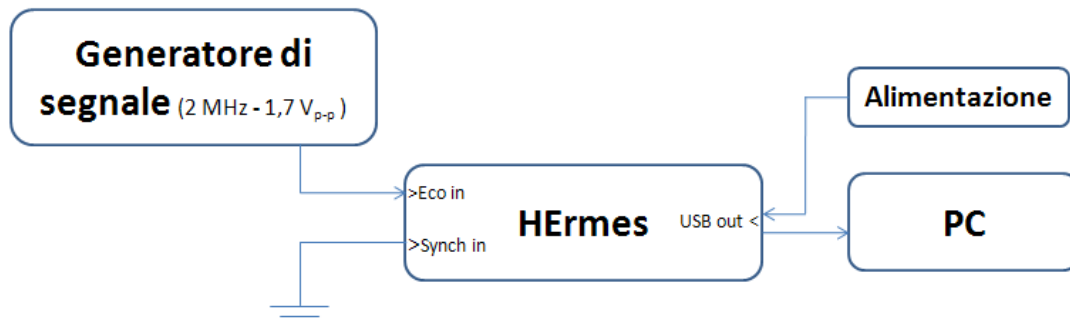 Generatore di
segnale (2 MHz - 1,7 Vp-p )
Alimentazione
>Eco in
HErmes
USB out <
>Synch in
PC